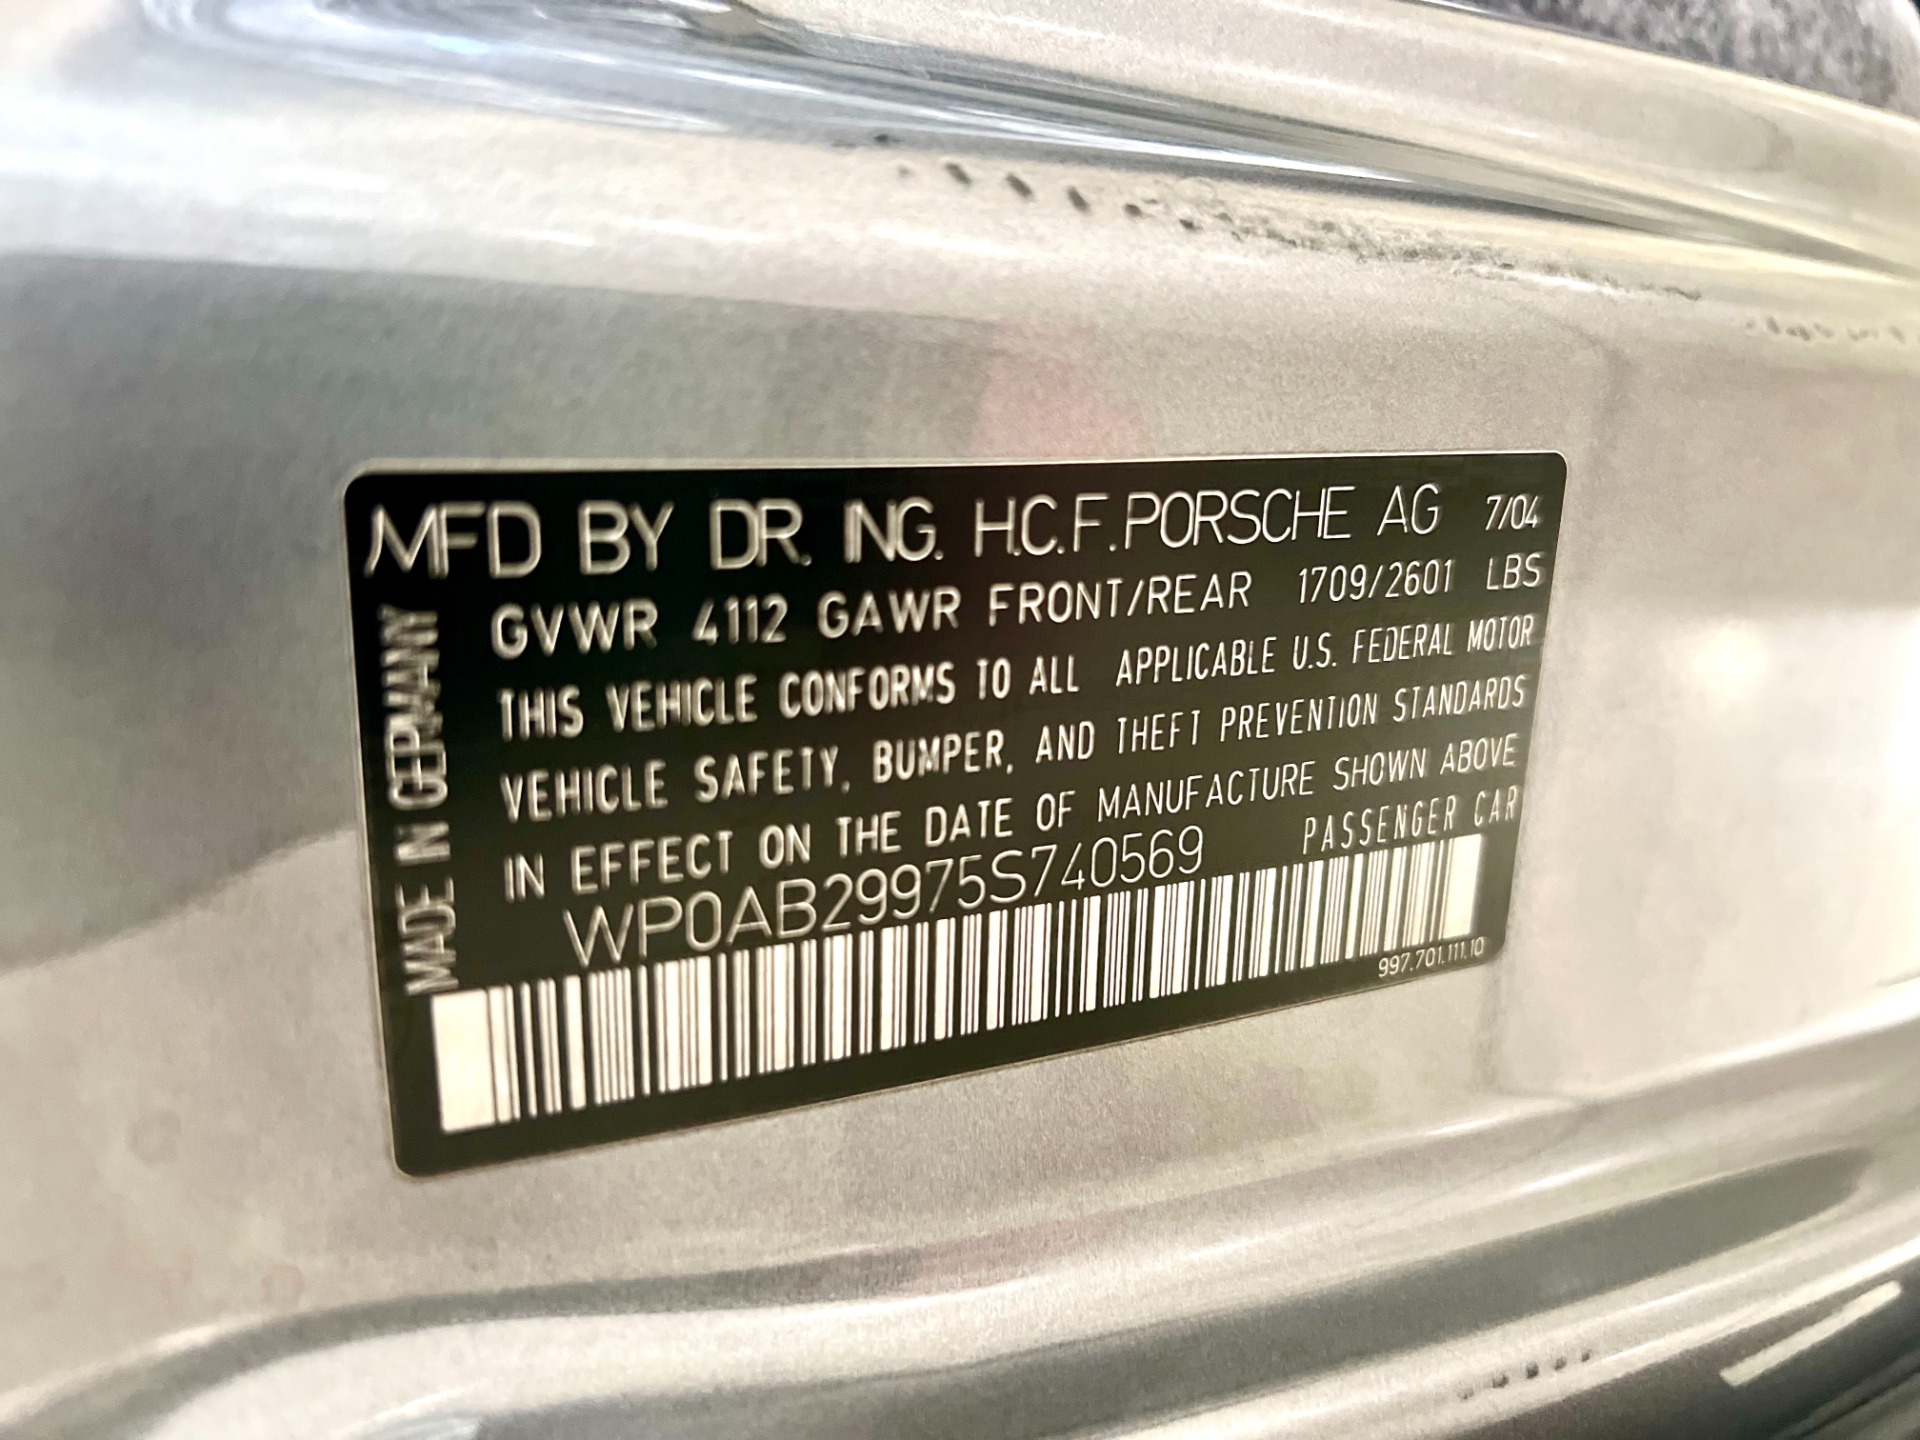 MFD BY DR. ING. H.C.F. PORSCHE AG 7/04
GVWR 4112 GAWR FRONT/REAR 1709/2601 LBS
THIS VEHICLE CONFORMS TO ALL APPLICABLE U.S. FEDERAL MOTOR
VEHICLE SAFETY, BUMPER, AND THEFT PREVENTION STANDARDS
IN EFFECT ON THE DATE OF MANUFACTURE SHOWN ABOVE
WP0AB29975S740569 PASSENGER CAR
997.701.111.10
MADE IN GERMANY